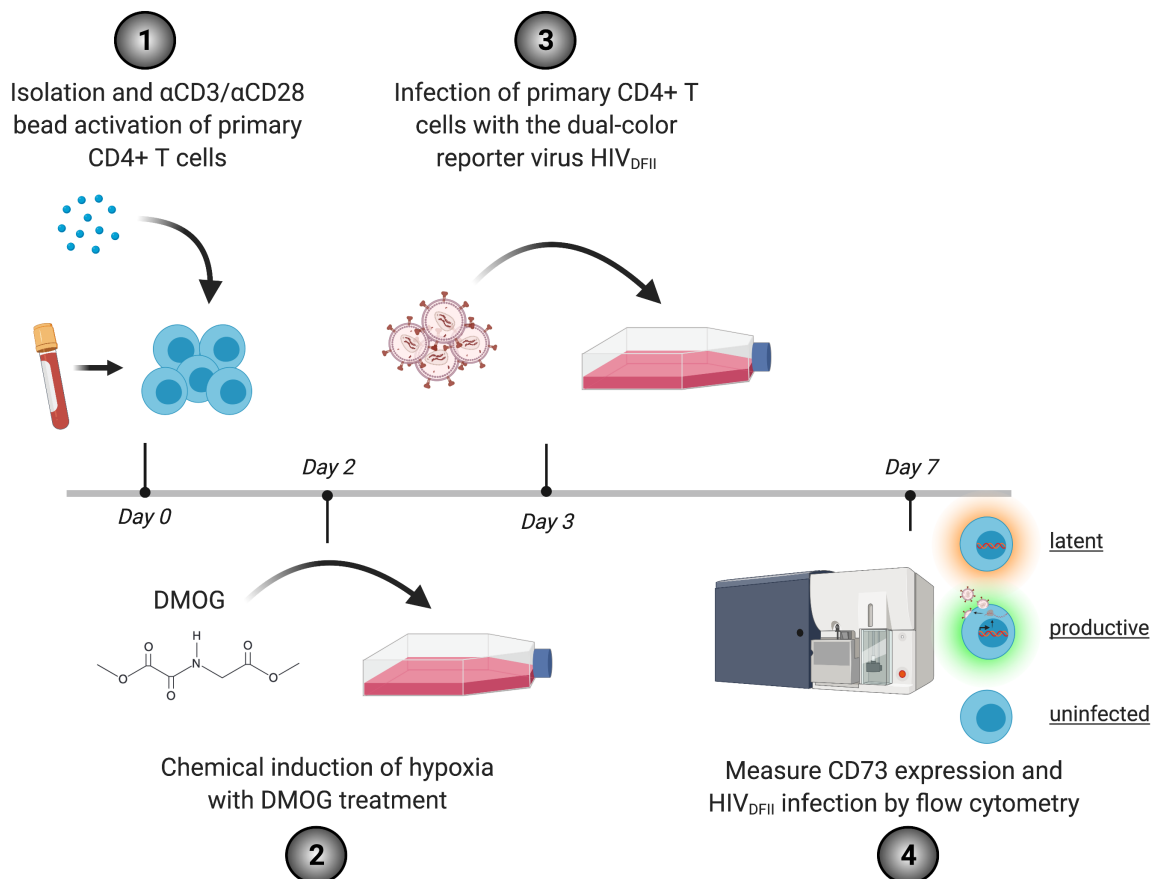 1
Isolation and αCD3/αCD28
bead activation of primary
CD4+ T cells
3
Infection of primary CD4+ T
cells with the dual-color
reporter virus HIVDFII
Day 0
Day 2
Day 3
Day 7
DMOG
O
O
O
H
N
O
O
Chemical induction of hypoxia
with DMOG treatment
2
latent
productive
uninfected
Measure CD73 expression and
HIVDFII infection by flow cytometry
4